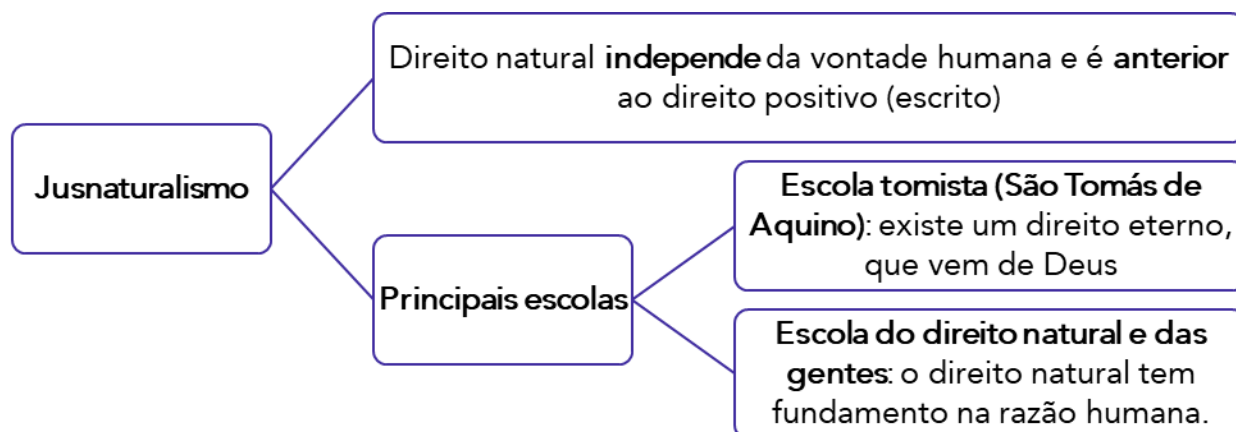 Jusnaturalismo
Direito natural independe da vontade humana e é anterior
ao direito positivo (escrito)
Principais escolas
Escola tomista (São Tomás de
Aquino): existe um direito eterno,
que vem de Deus
Escola do direito natural e das
gentes: o direito natural tem
fundamento na razão humana.